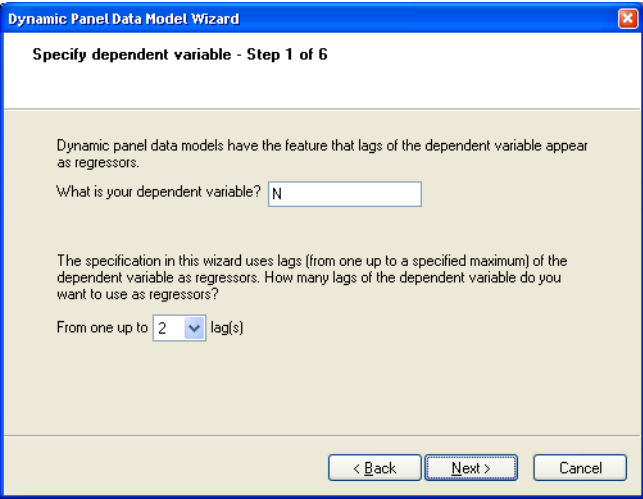 Dynamic Panel Data Model Wizard
Specify dependent variable - Step 1 of 6
Dynamic panel data models have the feature that lags of the dependent variable appear
as regressors.
What is your dependent variable? N
The specification in this wizard uses lags (from one up to a specified maximum) of the
dependent variable as regressors. How many lags of the dependent variable do you
want to use as regressors?
From one up to 2 lag(s)
< Back Next > Cancel